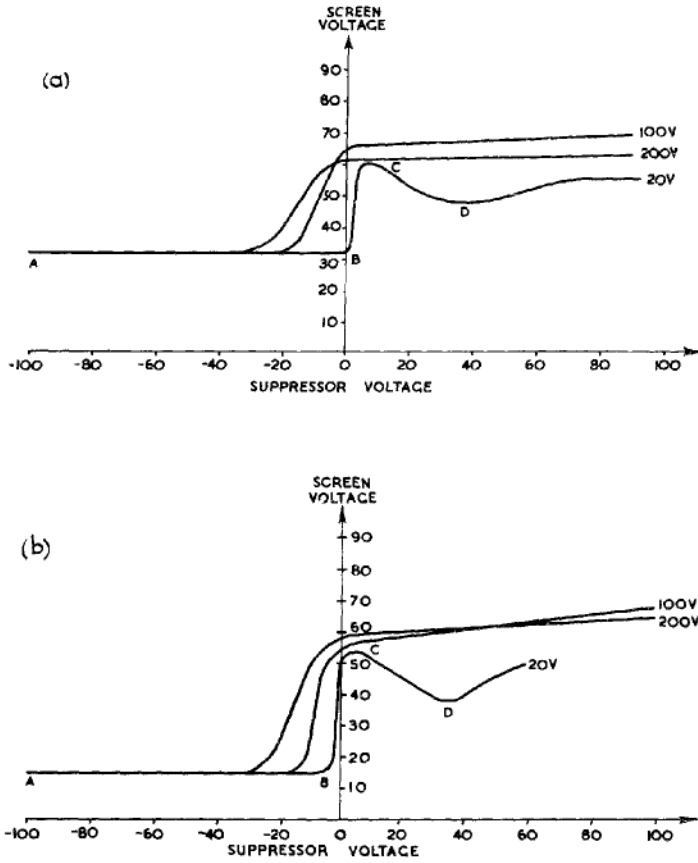 SCREEN
VOLTAGE
(a)
90
80
70
60
50
40
30
20
10
100V
200V
20V
A
B
C
D
-100 -80 -60 -40 -20 0 20 40 60 80 100
SUPPRESSOR VOLTAGE
SCREEN
VOLTAGE
(b)
90
80
70
60
50
40
30
20
10
100V
200V
20V
A
B
C
D
-100 -80 -60 -40 -20 0 20 40 60 80 100
SUPPRESSOR VOLTAGE